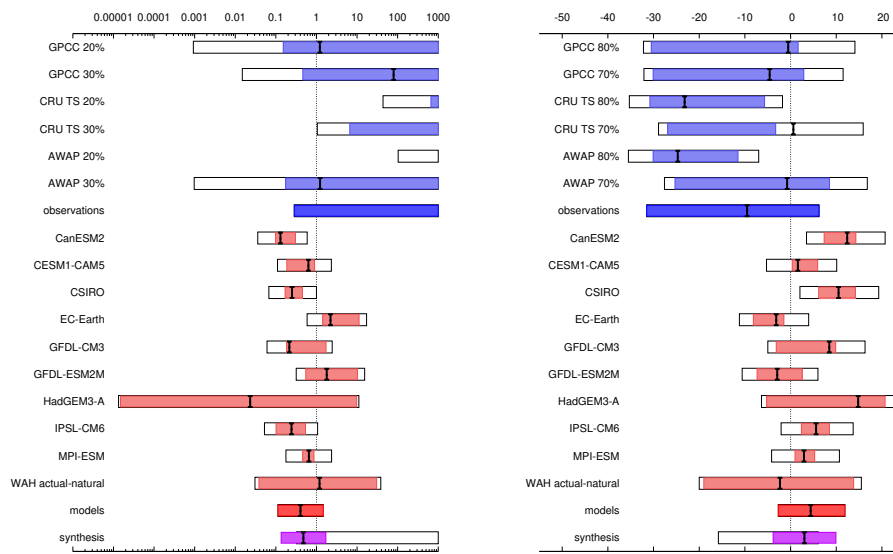 0.00001 0.0001 0.001 0.01 0.1 1 10 100 1000
GPCC 20%
GPCC 30%
CRU TS 20%
CRU TS 30%
AWAP 20%
AWAP 30%
observations
CanESM2
CESM1-CAM5
CSIRO
EC-Earth
GFDL-CM3
GFDL-ESM2M
HadGEM3-A
IPSL-CM6
MPI-ESM
WAH actual-natural
models
synthesis
-50 -40 -30 -20 -10 0 10 20
GPCC 80%
GPCC 70%
CRU TS 80%
CRU TS 70%
AWAP 80%
AWAP 70%
observations
CanESM2
CESM1-CAM5
CSIRO
EC-Earth
GFDL-CM3
GFDL-ESM2M
HadGEM3-A
IPSL-CM6
MPI-ESM
WAH actual-natural
models
synthesis